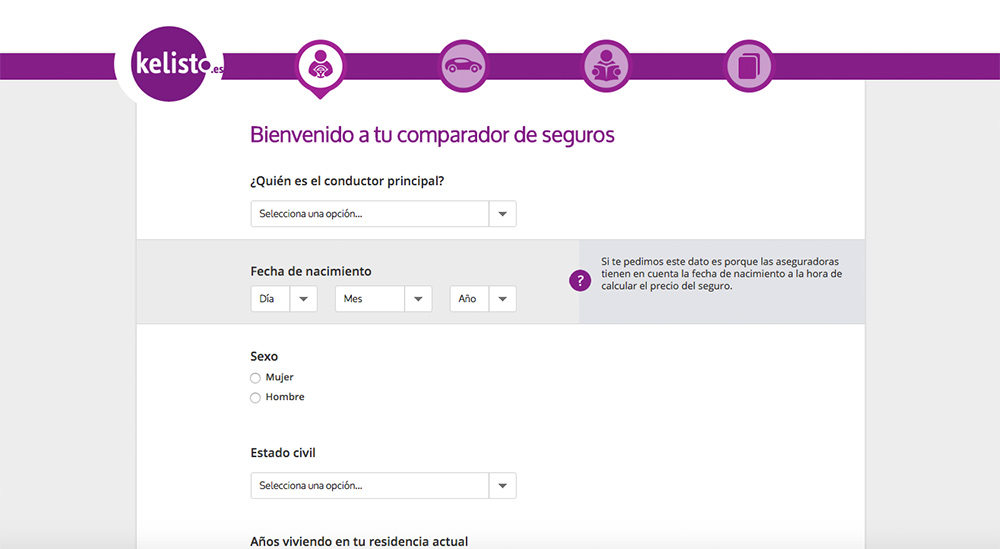 kelisto.es
Bienvenido a tu comparador de seguros
¿Quién es el conductor principal?
Selecciona una opción...
Fecha de nacimiento
Día Mes Año
?
Si te pedimos este dato es porque las aseguradoras
tienen en cuenta la fecha de nacimiento a la hora de
calcular el precio del seguro.
Sexo
Mujer
Hombre
Estado civil
Selecciona una opción...
Años viviendo en tu residencia actual